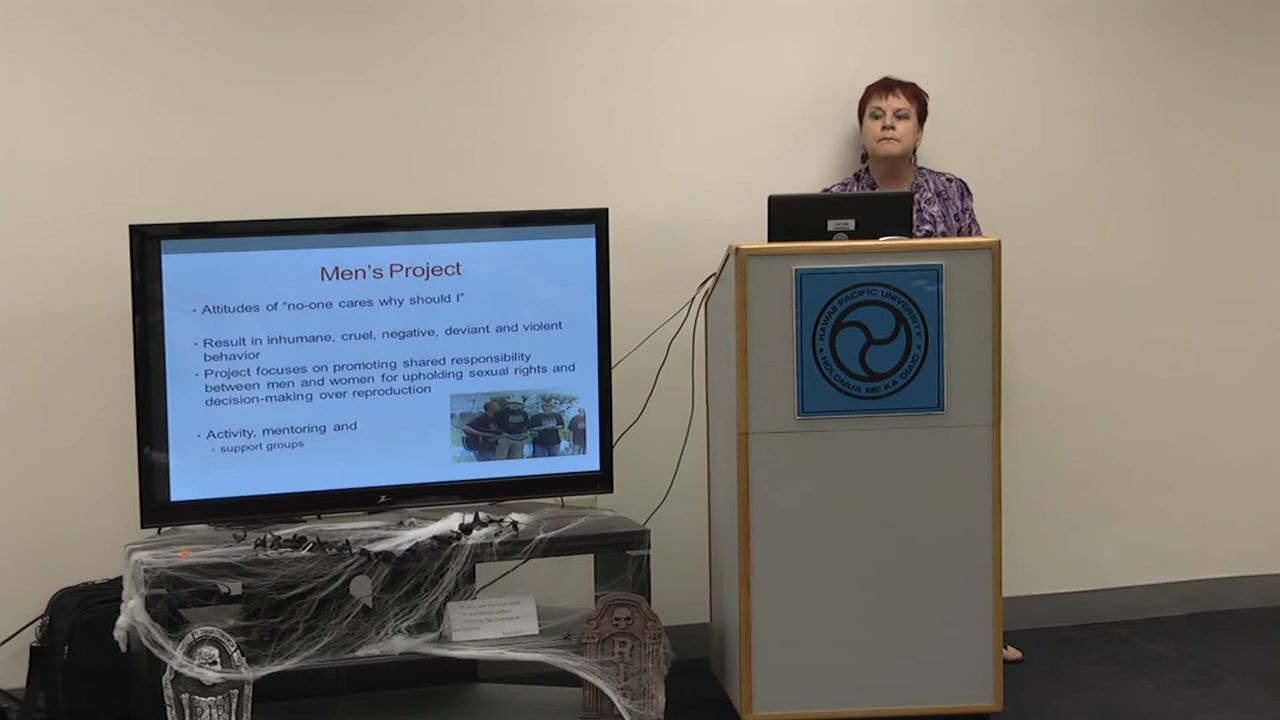 Men's Project
• Attitudes of "no-one cares why should I"
• Result in inhumane, cruel, negative, deviant and violent
behavior
• Project focuses on promoting shared responsibility
between men and women for upholding sexual rights and
decision-making over reproduction
• Activity, mentoring and
• support groups
HAWAII PACIFIC UNIVERSITY
HOLOMUA ME KA OIAIO
RIP